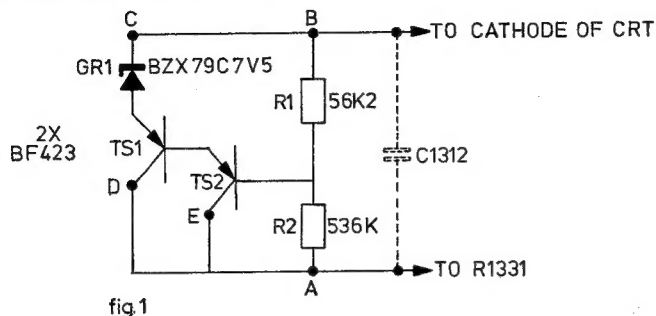 C
B
TO CATHODE OF CRT
GR1 BZX79C7V5
R1 56K2
2X
BF423
TS1
TS2
C1312
D
E
R2 536K
TO R1331
A
fig.1